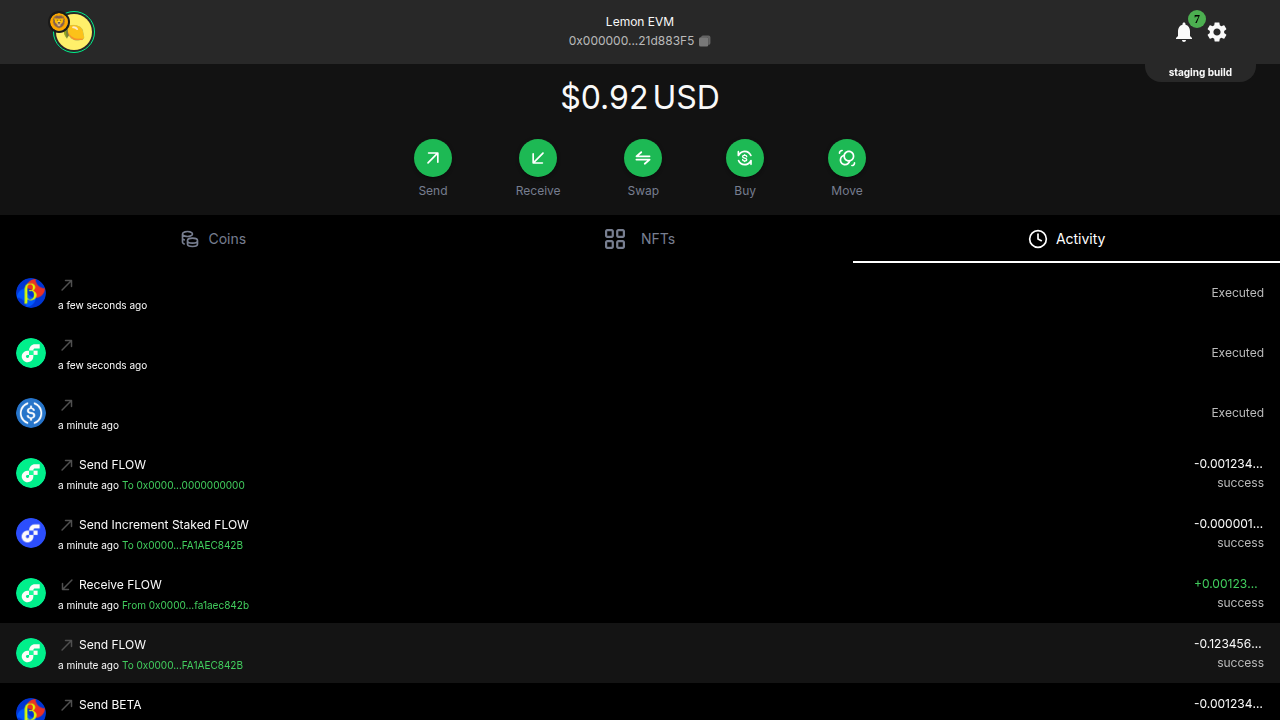 Lemon EVM
0x000000...21d883F5
7
staging build
$0.92 USD
Send
Receive
Swap
Buy
Move
Coins
NFTs
Activity
a few seconds ago
Executed
a few seconds ago
Executed
a minute ago
Executed
Send FLOW
-0.001234...
a minute ago To 0x0000...0000000000
success
Send Increment Staked FLOW
-0.000001...
a minute ago To 0x0000...FA1AEC842B
success
Receive FLOW
+0.00123...
a minute ago From 0x0000...fa1aec842b
success
Send FLOW
-0.123456...
a minute ago To 0x0000...FA1AEC842B
success
Send BETA
-0.001234...